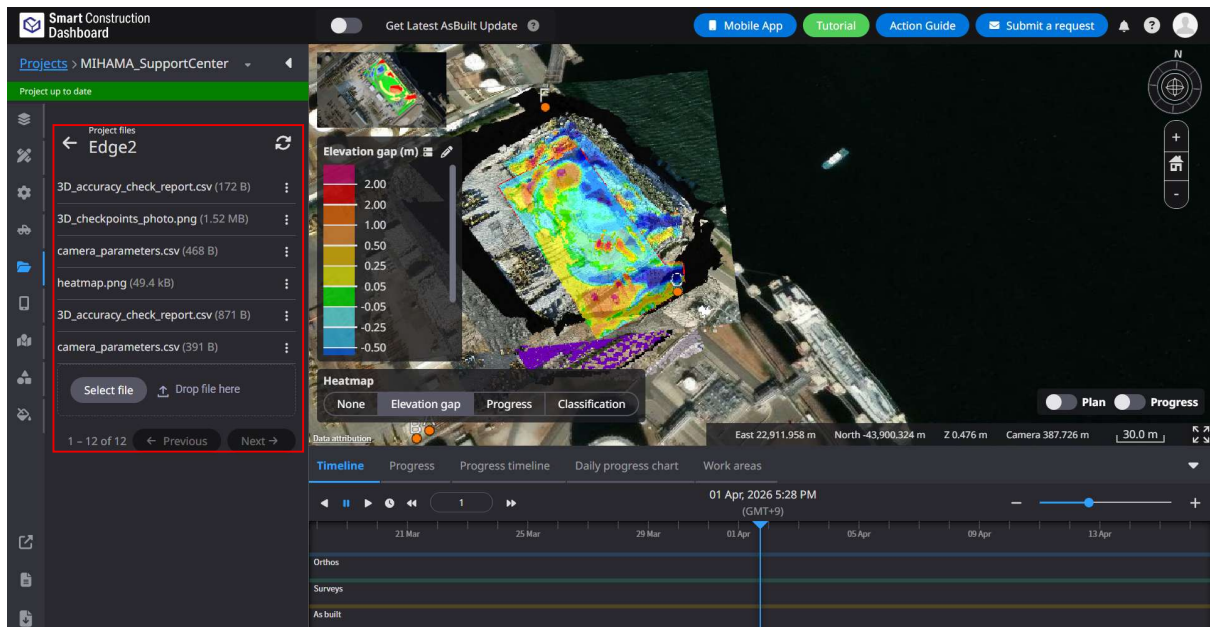 Smart Construction
Dashboard
Get Latest AsBuilt Update
?
Mobile App
Tutorial
Action Guide
Submit a request
?
Projects > MIHAMA_SupportCenter
Project up to date
Project files
Edge2
3D_accuracy_check_report.csv (172 B)
3D_checkpoints_photo.png (1.52 MB)
camera_parameters.csv (468 B)
heatmap.png (49.4 kB)
3D_accuracy_check_report.csv (871 B)
camera_parameters.csv (391 B)
Select file
Drop file here
1 – 12 of 12
← Previous
Next →
Elevation gap (m)
2.00
2.00
1.00
0.50
0.25
0.05
-0.05
-0.25
-0.50
Heatmap
None
Elevation gap
Progress
Classification
Data attribution
N
+
-
Plan
Progress
East 22,911.958 m
North -43,900.324 m
Z 0.476 m
Camera 387.726 m
30.0 m
Timeline
Progress
Progress timeline
Daily progress chart
Work areas
1
01 Apr, 2026 5:28 PM
(GMT+9)
21 Mar
25 Mar
29 Mar
01 Apr
05 Apr
09 Apr
13 Apr
Orthos
Surveys
As built